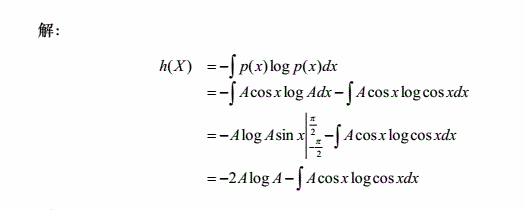 解：
h(X) = −∫ p(x) log p(x)dx
= −∫ A cos x log A dx − ∫ A cos x log cos x dx
= −A log A sin x |_{-π/2}^{π/2} − ∫ A cos x log cos x dx
= −2A log A − ∫ A cos x log cos x dx